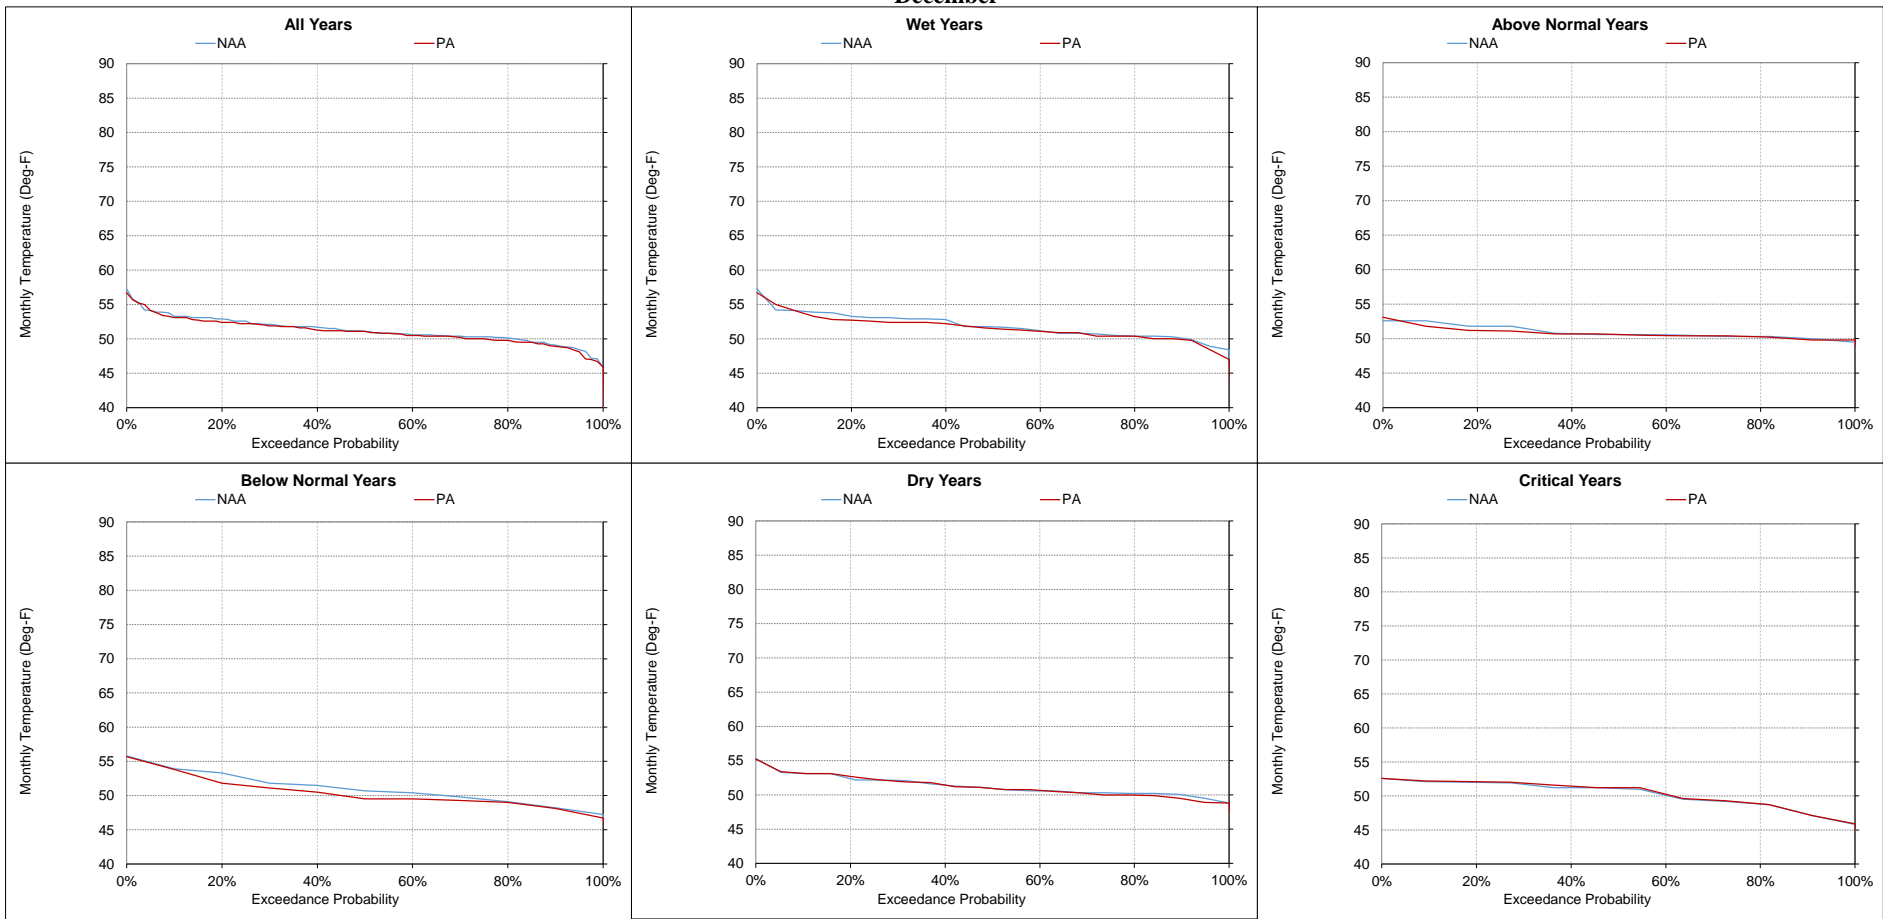 December
All Years
NAA PA
90
85
80
75
70
65
60
55
50
45
40
Monthly Temperature (Deg-F)
0% 20% 40% 60% 80% 100%
Exceedance Probability
Wet Years
NAA PA
90
85
80
75
70
65
60
55
50
45
40
Monthly Temperature (Deg-F)
0% 20% 40% 60% 80% 100%
Exceedance Probability
Above Normal Years
NAA PA
90
85
80
75
70
65
60
55
50
45
40
Monthly Temperature (Deg-F)
0% 20% 40% 60% 80% 100%
Exceedance Probability
Below Normal Years
NAA PA
90
85
80
75
70
65
60
55
50
45
40
Monthly Temperature (Deg-F)
0% 20% 40% 60% 80% 100%
Exceedance Probability
Dry Years
NAA PA
90
85
80
75
70
65
60
55
50
45
40
Monthly Temperature (Deg-F)
0% 20% 40% 60% 80% 100%
Exceedance Probability
Critical Years
NAA PA
90
85
80
75
70
65
60
55
50
45
40
Monthly Temperature (Deg-F)
0% 20% 40% 60% 80% 100%
Exceedance Probability